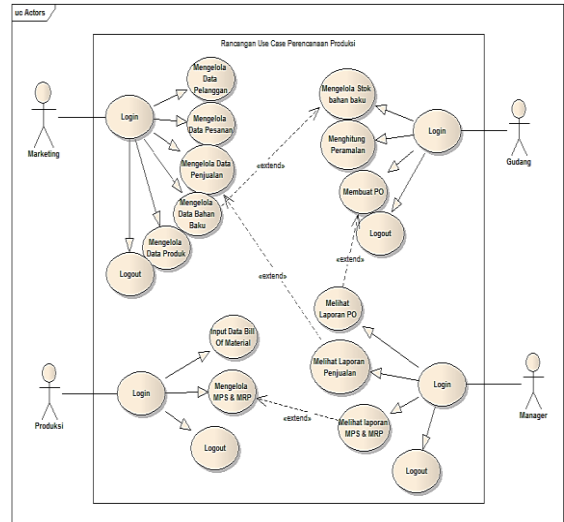 uc Actors
Rancangan Use Case Perencanaan Produksi
Mengelola
Data
Pelanggan
Mengelola
Data Pesanan
Mengelola Data
Penjualan
Mengelola
Data Bahan
Baku
Mengelola
Data Produk
Logout
Login
Marketing
«extend»
Mengelola Stok
bahan baku
Menghitung
Peramalan
Membuat PO
Logout
Login
Gudang
«extend»
«extend»
Input Data Bill
Of Material
Mengelola
MPS & MRP
Logout
Login
Produksi
«extend»
Melihat
Laporan PO
Melihat Laporan
Penjualan
Melihat laporan
MPS & MRP
Logout
Login
Manager